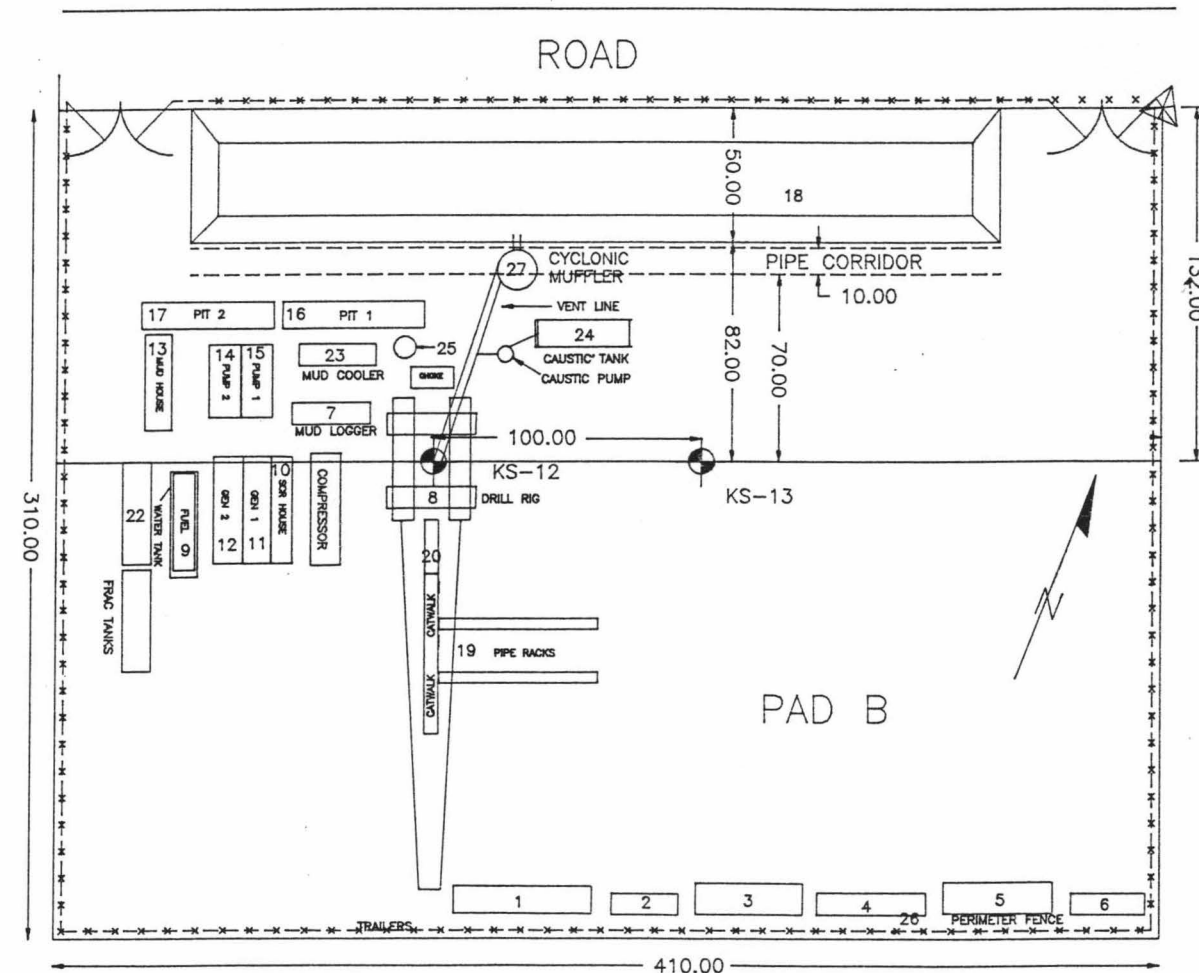 ROAD
50.00
18
132.00
27
CYCLONIC
MUFFLER
PIPE CORRIDOR
10.00
VENT LINE
17 PIT 2
16 PIT 1
82.00
70.00
24
25
CAUSTIC TANK
CAUSTIC PUMP
13 MUD HOUSE
14 PUMP 2
15 PUMP 1
23
MUD COOLER
CHOKE
7
MUD LOGGER
100.00
KS-12
KS-13
310.00
22
WATER TANK
FUEL 9
GEN 2 12
GEN 1 11
10 SCR HOUSE
COMPRESSOR
8 DRILL RIG
20
FRAC TANKS
CATWALK
19 PIPE RACKS
CATWALK
N
PAD B
1
2
3
4
5
6
26 PERIMETER FENCE
TRAILERS
410.00